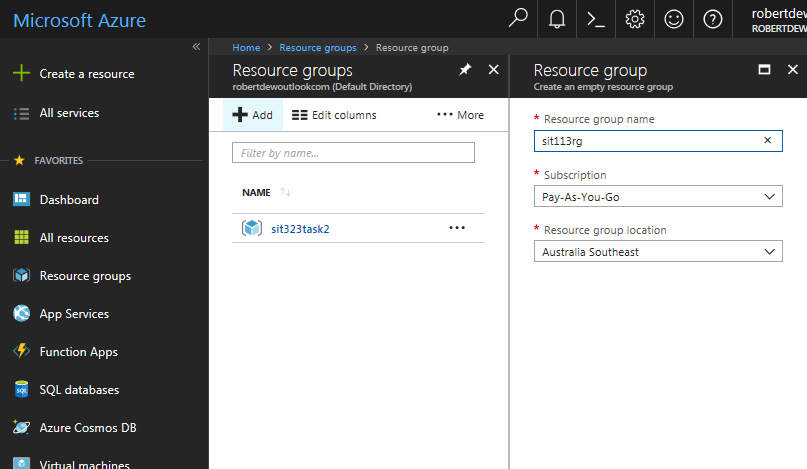 Microsoft Azure
robertdew
ROBERTDEW
Create a resource
All services
FAVORITES
Dashboard
All resources
Resource groups
App Services
Function Apps
SQL databases
Azure Cosmos DB
Virtual machines
Home > Resource groups > Resource group
Resource groups
robertdewoutlookcom (Default Directory)
Add
Edit columns
More
Filter by name...
NAME
sit323task2
Resource group
Create an empty resource group
* Resource group name
sit113rg
* Subscription
Pay-As-You-Go
* Resource group location
Australia Southeast